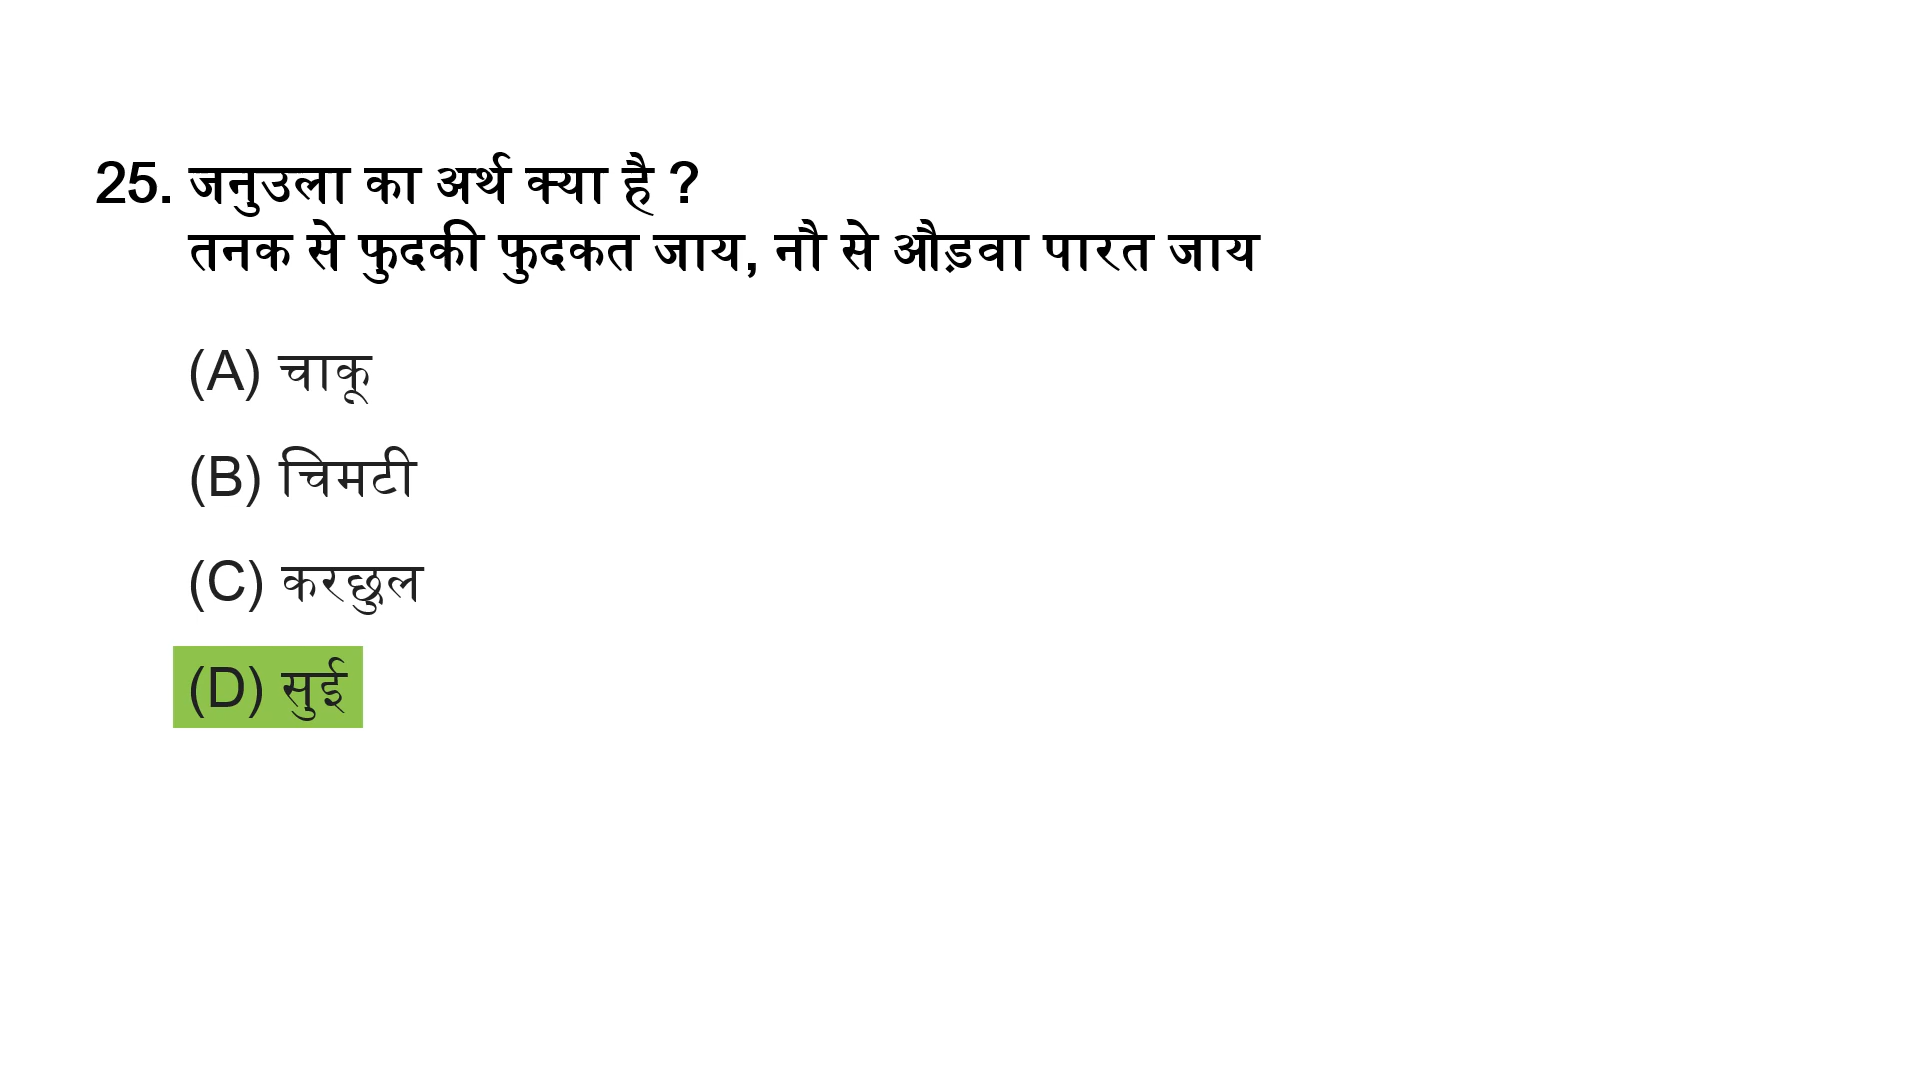 25. जनुउला का अर्थ क्या है ?
तनक से फुदकी फुदकत जाय, नौ से औड़वा पारत जाय
(A) चाकू
(B) चिमटी
(C) करछुल
(D) सुई